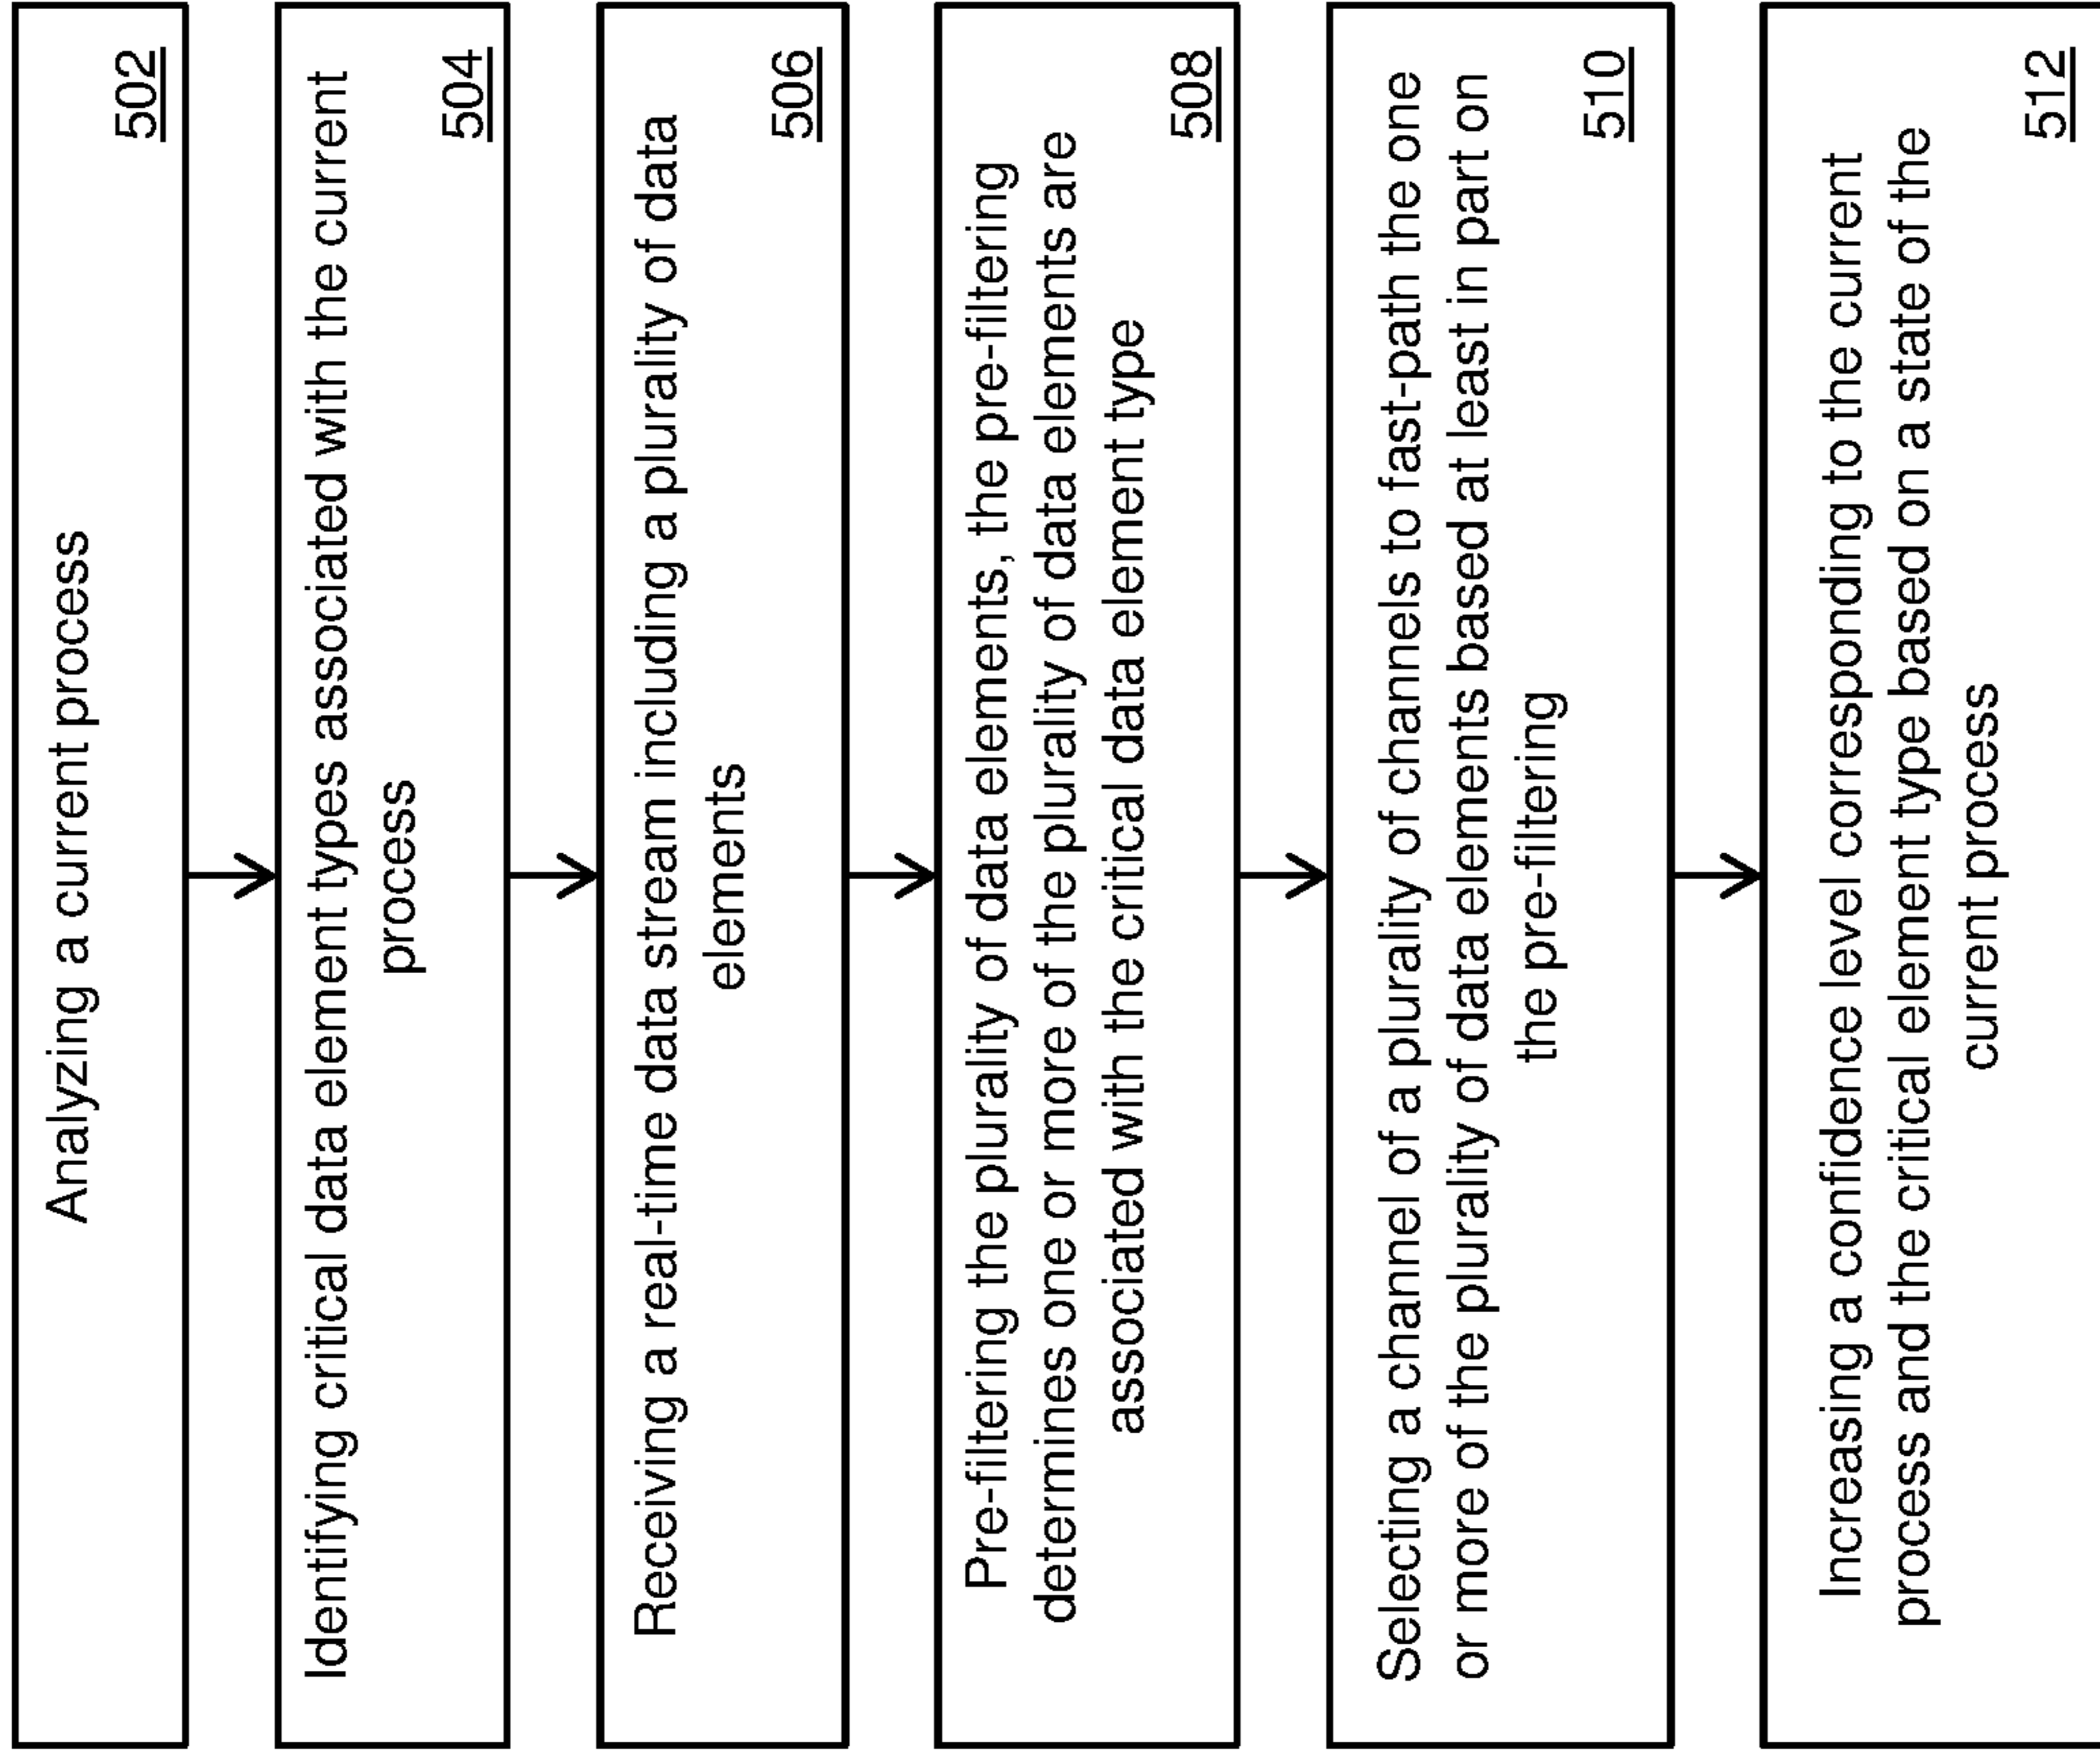 Analyzing a current process
502
Identifying critical data element types associated with the current
process
504
Receiving a real-time data stream including a plurality of data
elements
506
Pre-filtering the plurality of data elements, the pre-filtering
determines one or more of the plurality of data elements are
associated with the critical data element type
508
Selecting a channel of a plurality of channels to fast-path the one
or more of the plurality of data elements based at least in part on
the pre-filtering
510
Increasing a confidence level corresponding to the current
process and the critical element type based on a state of the
current process
512